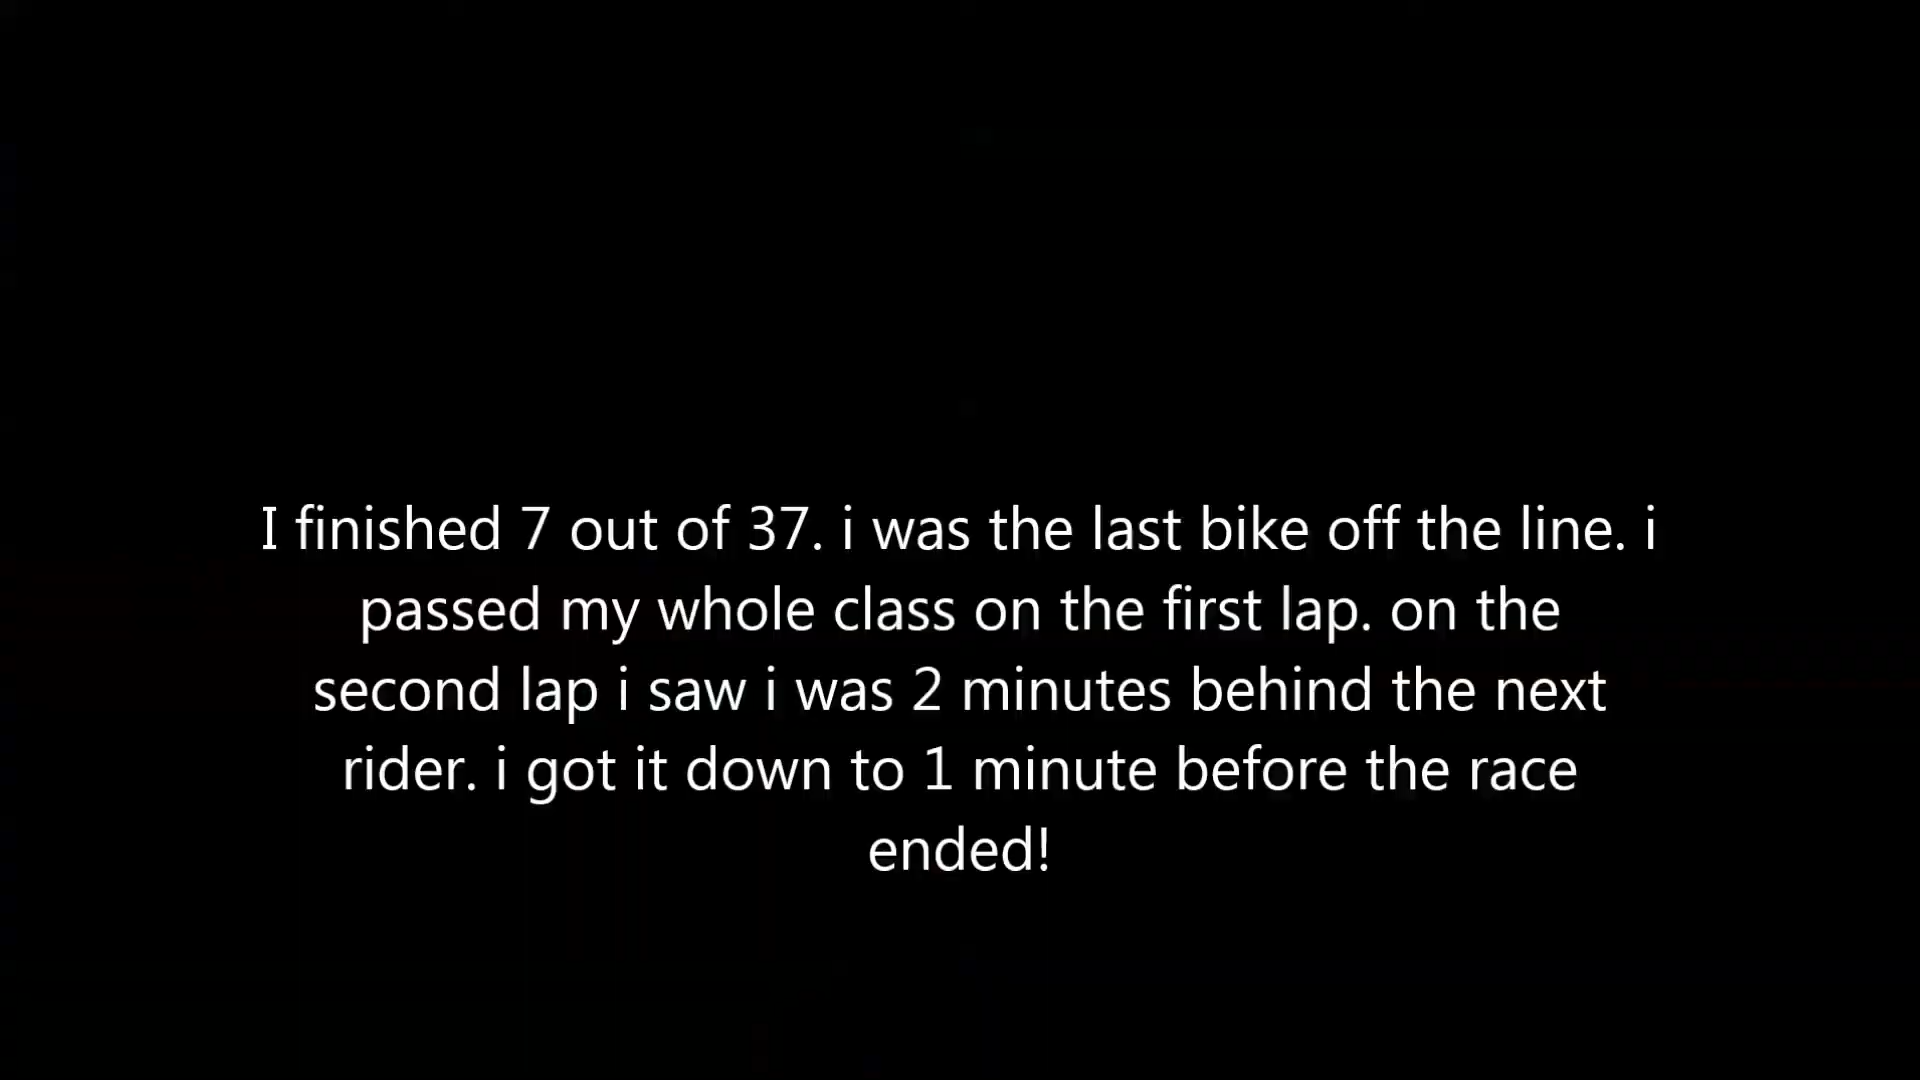 I finished 7 out of 37. i was the last bike off the line. i
passed my whole class on the first lap. on the
second lap i saw i was 2 minutes behind the next
rider. i got it down to 1 minute before the race
ended!